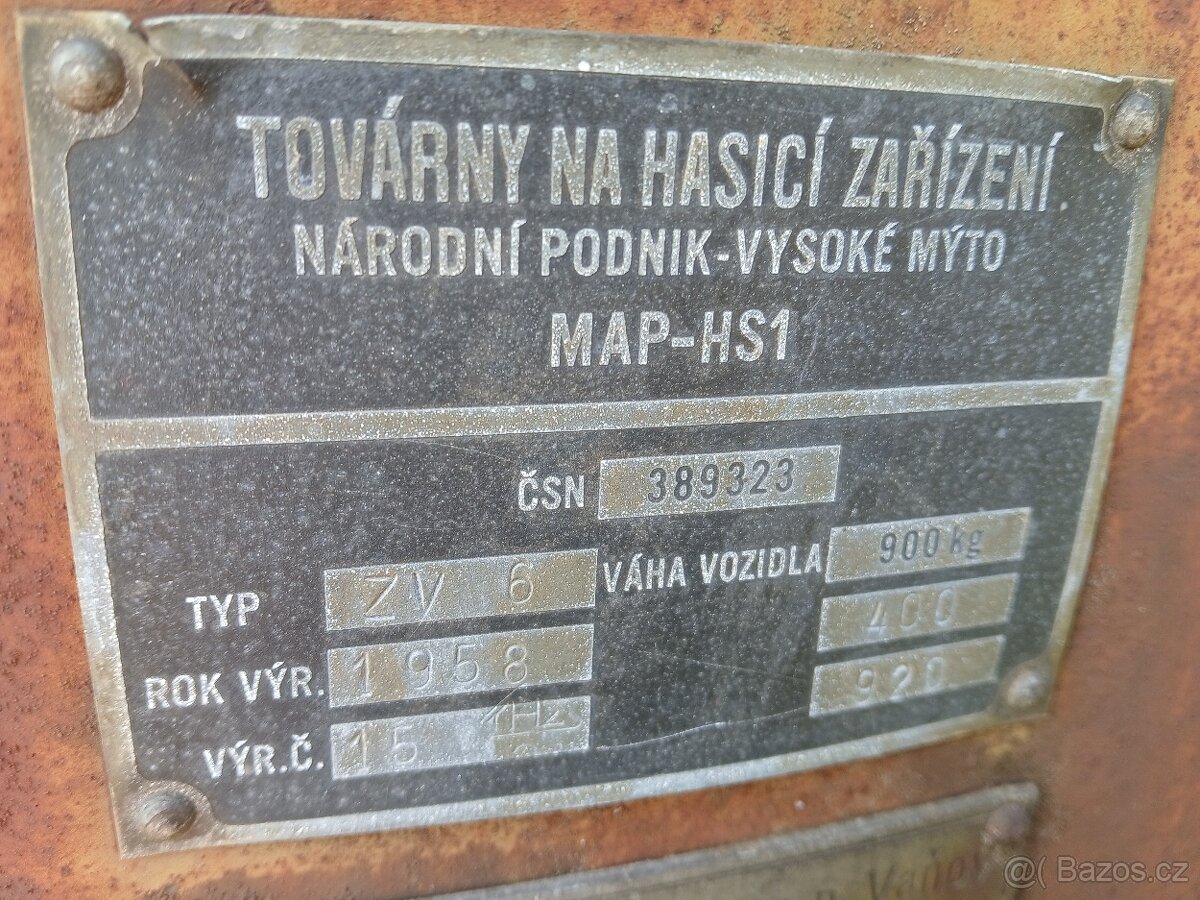 TOVÁRNY NA HASICÍ ZAŘÍZENÍ
NÁRODNÍ PODNIK-VYSOKÉ MÝTO
MAP-HS1
ČSN 389323
TYP ZV 6 VÁHA VOZIDLA 900 kg
400
ROK VÝR. 1958 920
VÝR.Č. 15
@( Bazos.cz